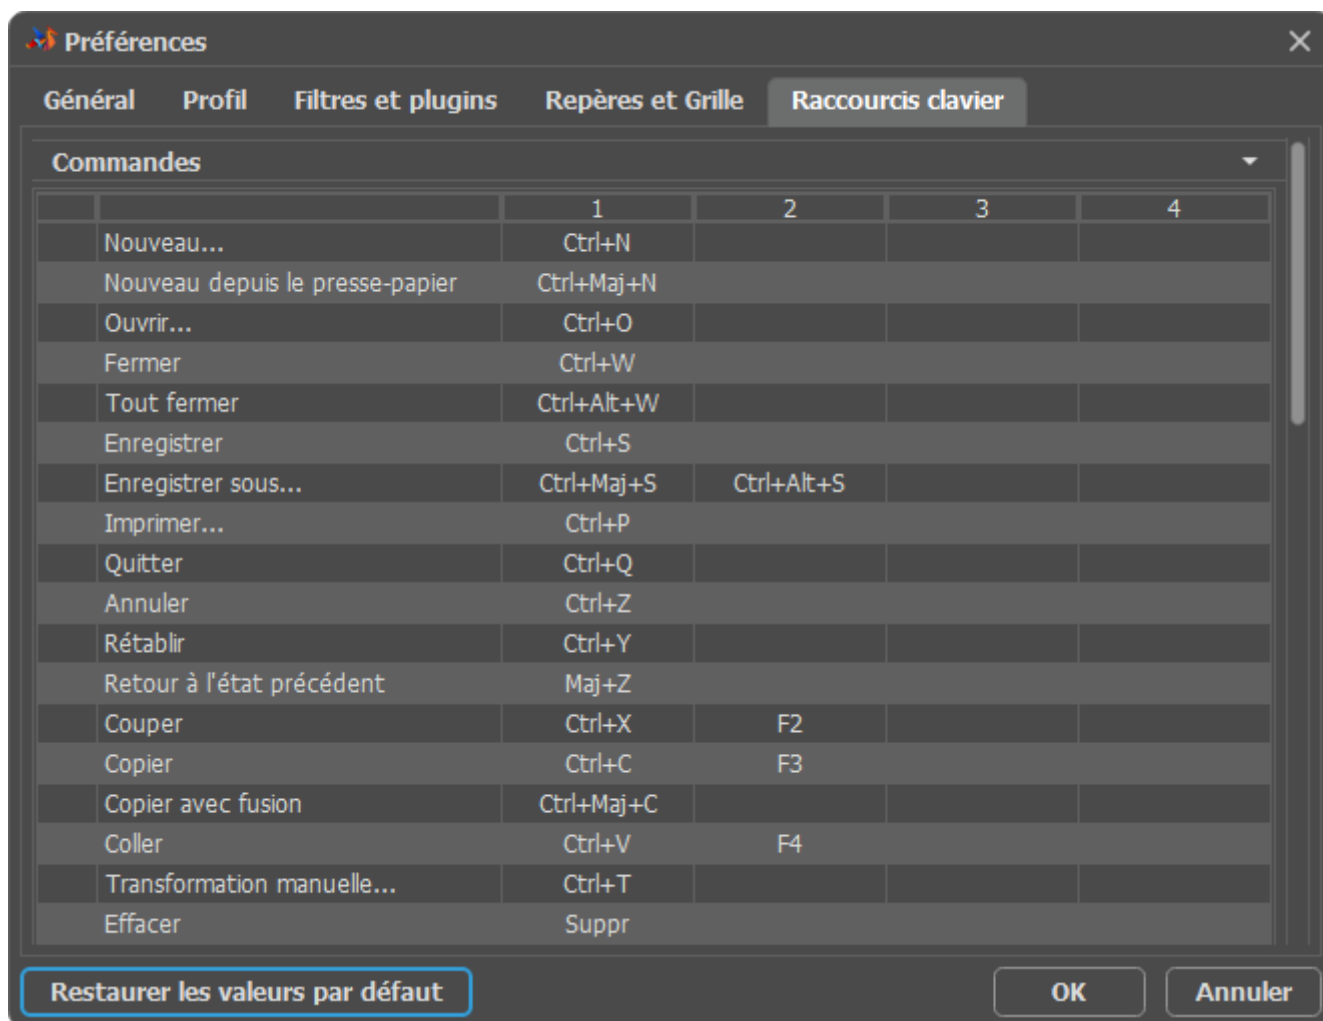 Préférences
Général Profil Filtres et plugins Repères et Grille Raccourcis clavier
Commandes
1 2 3 4
Nouveau... Ctrl+N
Nouveau depuis le presse-papier Ctrl+Maj+N
Ouvrir... Ctrl+O
Fermer Ctrl+W
Tout fermer Ctrl+Alt+W
Enregistrer Ctrl+S
Enregistrer sous... Ctrl+Maj+S Ctrl+Alt+S
Imprimer... Ctrl+P
Quitter Ctrl+Q
Annuler Ctrl+Z
Rétablir Ctrl+Y
Retour à l'état précédent Maj+Z
Couper Ctrl+X F2
Copier Ctrl+C F3
Copier avec fusion Ctrl+Maj+C
Coller Ctrl+V F4
Transformation manuelle... Ctrl+T
Effacer Suppr
Restaurer les valeurs par défaut OK Annuler